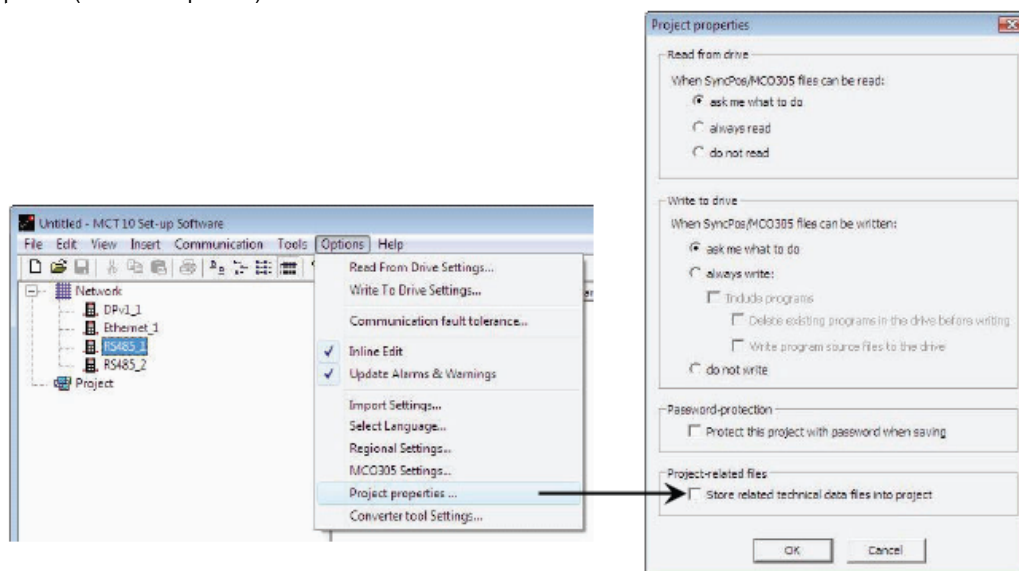 Untitled - MCT 10 Set-up Software
File Edit View Insert Communication Tools Options Help
Network
DPv1_1
Ethernet_1
RS485_1
RS485_2
Project
Read From Drive Settings...
Write To Drive Settings...
Communication fault tolerance...
Inline Edit
Update Alarms & Warnings
Import Settings...
Select Language...
Regional Settings...
MCO305 Settings...
Project properties ...
Converter tool Settings...
Project properties
Read from drive
When SyncPos/MCO305 files can be read:
ask me what to do
always read
do not read
Write to drive
When SyncPos/MCO305 files can be written:
ask me what to do
always write:
Include programs
Delete existing programs in the drive before writing
Write program source files to the drive
do not write
Password-protection
Protect this project with password when saving
Project-related files
Store related technical data files into project
OK Cancel